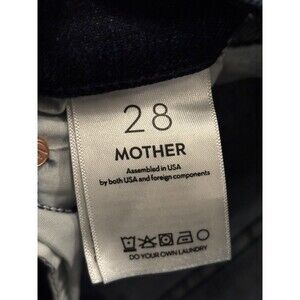 28
MOTHER
Assembled in USA
by both USA and foreign components
DO YOUR OWN LAUNDRY